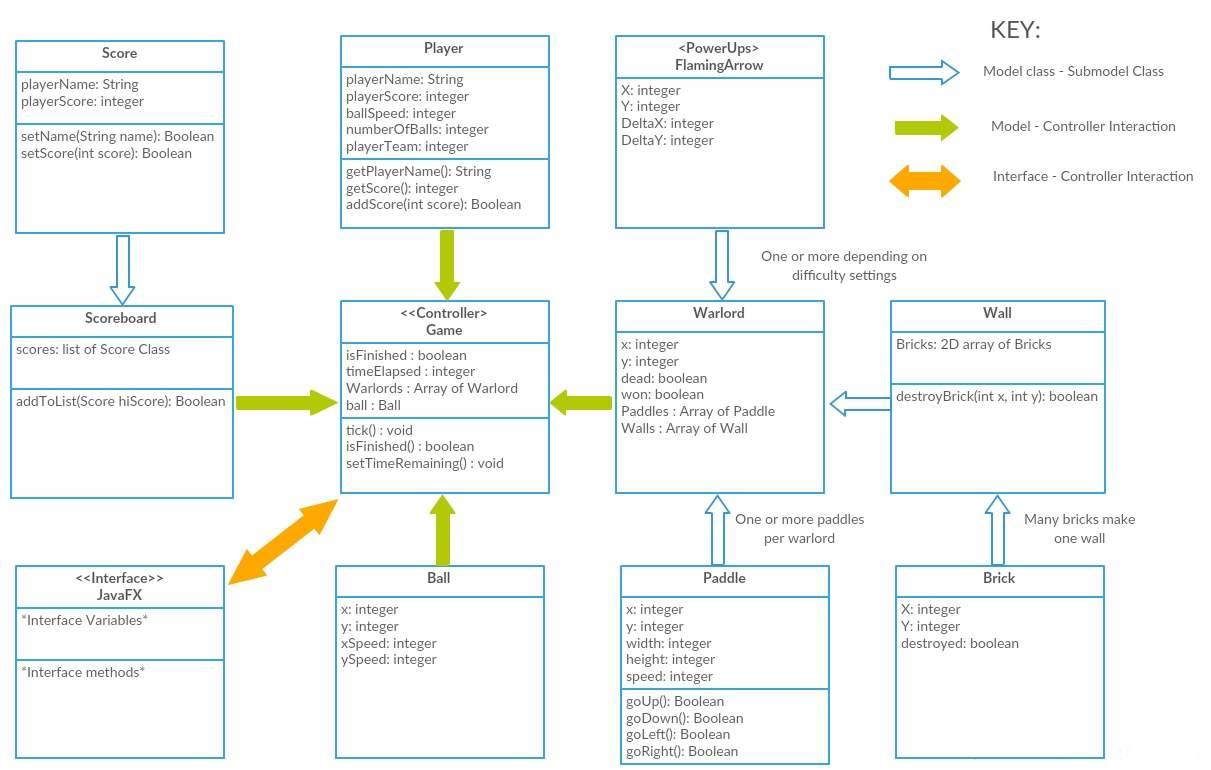 KEY:
Model class - Submodel Class
Model - Controller Interaction
Interface - Controller Interaction
Score
playerName: String
playerScore: integer
setName(String name): Boolean
setScore(int score): Boolean
Player
playerName: String
playerScore: integer
ballSpeed: integer
numberOfBalls: integer
playerTeam: integer
getPlayerName(): String
getScore(): integer
addScore(int score): Boolean
<PowerUps>
FlamingArrow
X: integer
Y: integer
DeltaX: integer
DeltaY: integer
One or more depending on
difficulty settings
Scoreboard
scores: list of Score Class
addToList(Score hiScore): Boolean
<<Controller>
Game
isFinished : boolean
timeElapsed : integer
Warlords : Array of Warlord
ball : Ball
tick() : void
isFinished() : boolean
setTimeRemaining() : void
Warlord
x: integer
y: integer
dead: boolean
won: boolean
Paddles : Array of Paddle
Walls : Array of Wall
Wall
Bricks: 2D array of Bricks
destroyBrick(int x, int y): boolean
One or more paddles
per warlord
Many bricks make
one wall
<<Interface>>
JavaFX
*Interface Variables*
*Interface methods*
Ball
x: integer
y: integer
xSpeed: integer
ySpeed: integer
Paddle
x: integer
y: integer
width: integer
height: integer
speed: integer
goUp(): Boolean
goDown(): Boolean
goLeft(): Boolean
goRight(): Boolean
Brick
X: integer
Y: integer
destroyed: boolean